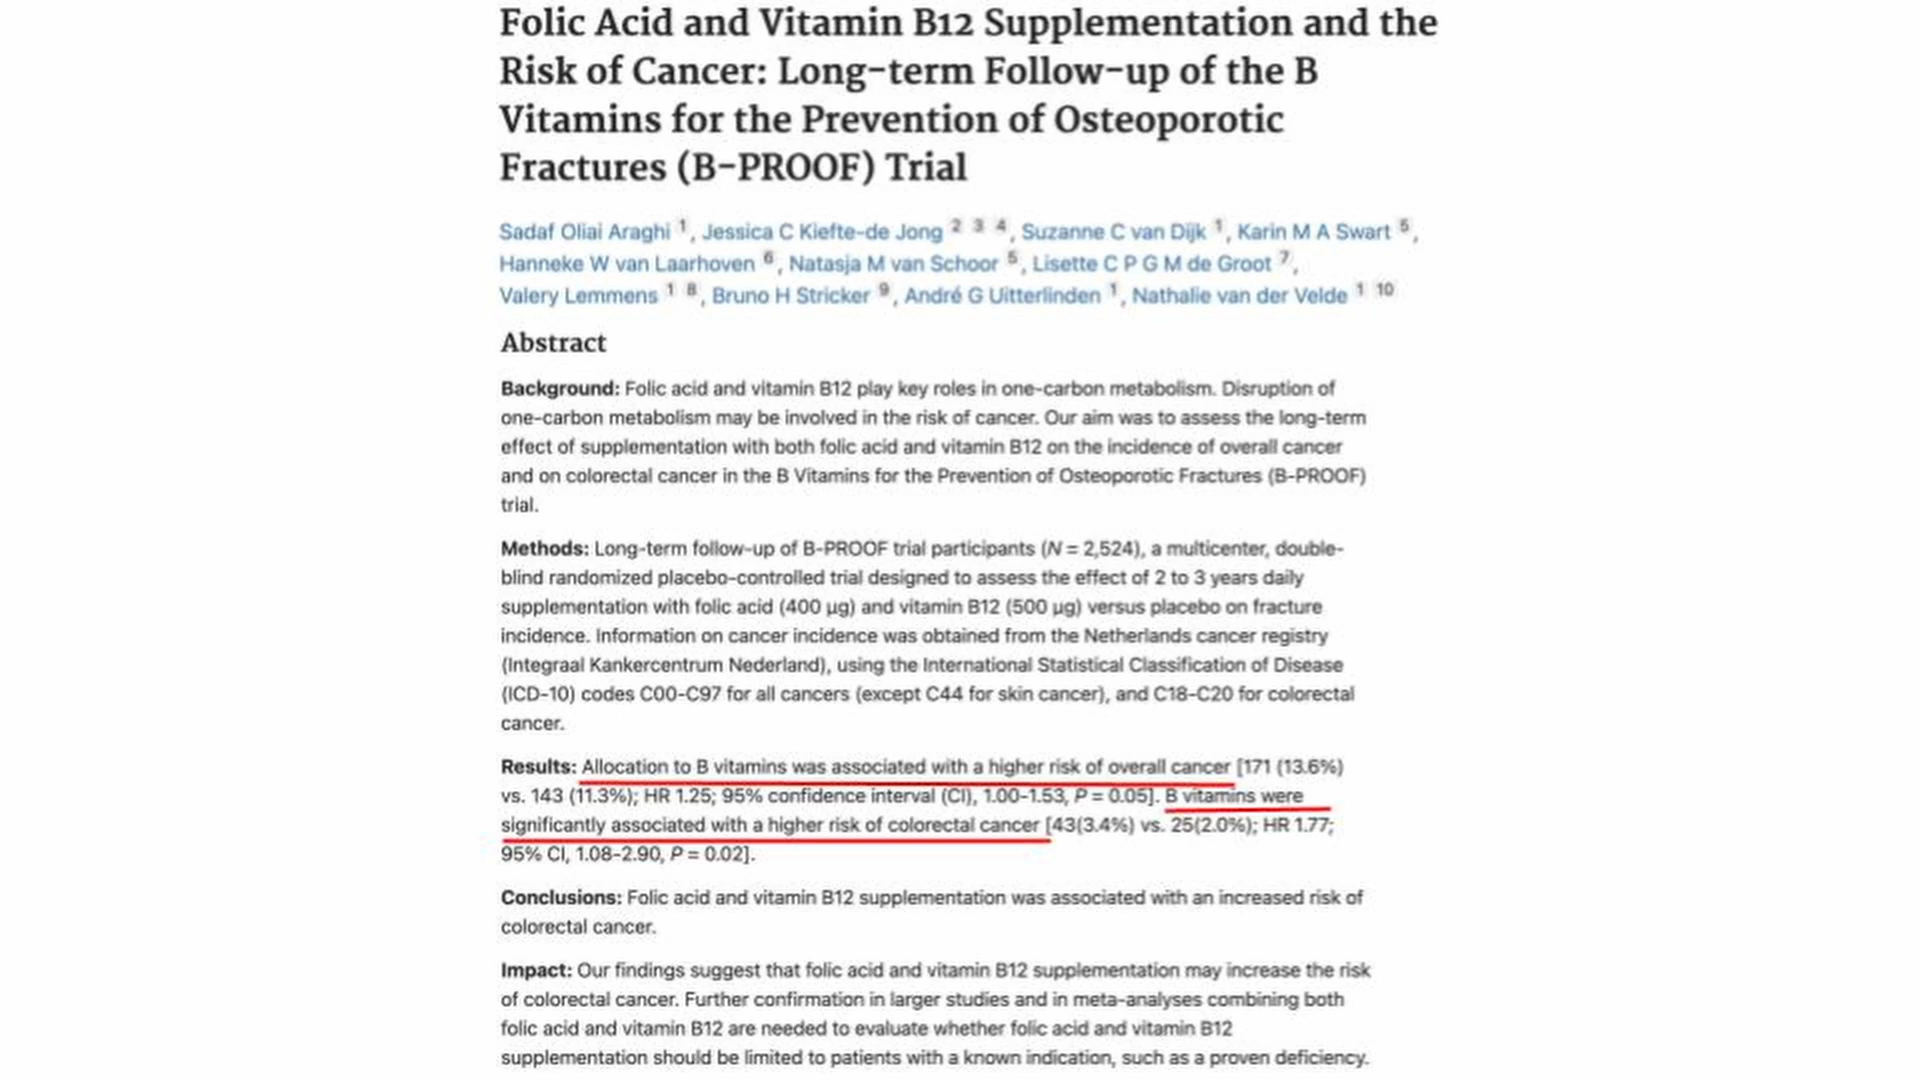 Folic Acid and Vitamin B12 Supplementation and the
Risk of Cancer: Long-term Follow-up of the B
Vitamins for the Prevention of Osteoporotic
Fractures (B-PROOF) Trial
Sadaf Oliai Araghi 1, Jessica C Kiefte-de Jong 2 3 4, Suzanne C van Dijk 1, Karin M A Swart 5,
Hanneke W van Laarhoven 6, Natasja M van Schoor 5, Lisette C P G M de Groot 7,
Valery Lemmens 1 8, Bruno H Stricker 9, André G Uitterlinden 1, Nathalie van der Velde 1 10
Abstract
Background: Folic acid and vitamin B12 play key roles in one-carbon metabolism. Disruption of
one-carbon metabolism may be involved in the risk of cancer. Our aim was to assess the long-term
effect of supplementation with both folic acid and vitamin B12 on the incidence of overall cancer
and on colorectal cancer in the B Vitamins for the Prevention of Osteoporotic Fractures (B-PROOF)
trial.
Methods: Long-term follow-up of B-PROOF trial participants (N = 2,524), a multicenter, double-
blind randomized placebo-controlled trial designed to assess the effect of 2 to 3 years daily
supplementation with folic acid (400 μg) and vitamin B12 (500 μg) versus placebo on fracture
incidence. Information on cancer incidence was obtained from the Netherlands cancer registry
(Integraal Kankercentrum Nederland), using the International Statistical Classification of Disease
(ICD-10) codes C00-C97 for all cancers (except C44 for skin cancer), and C18-C20 for colorectal
cancer.
Results: Allocation to B vitamins was associated with a higher risk of overall cancer [171 (13.6%)
vs. 143 (11.3%); HR 1.25; 95% confidence interval (CI), 1.00-1.53, P = 0.05]. B vitamins were
significantly associated with a higher risk of colorectal cancer [43(3.4%) vs. 25(2.0%); HR 1.77;
95% CI, 1.08-2.90, P = 0.02].
Conclusions: Folic acid and vitamin B12 supplementation was associated with an increased risk of
colorectal cancer.
Impact: Our findings suggest that folic acid and vitamin B12 supplementation may increase the risk
of colorectal cancer. Further confirmation in larger studies and in meta-analyses combining both
folic acid and vitamin B12 are needed to evaluate whether folic acid and vitamin B12
supplementation should be limited to patients with a known indication, such as a proven deficiency.